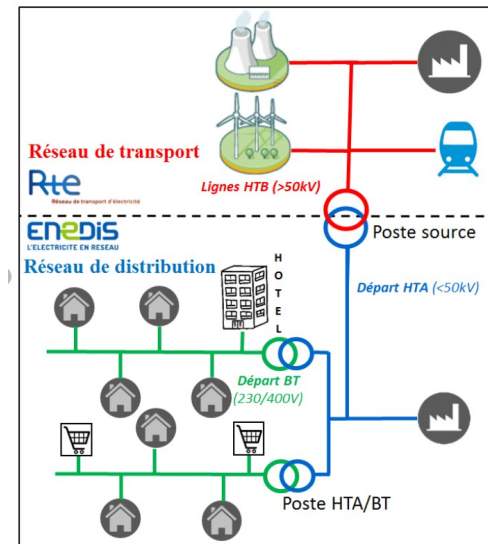 Réseau de transport
Lignes HTB (>50kV)
Rte
Réseau de transport d'électricité
Poste source
ENEDIS
L'ELECTRICITE EN RESEAU
Réseau de distribution
HOTEL
Départ HTA (<50kV)
Départ BT
(230/400V)
Poste HTA/BT